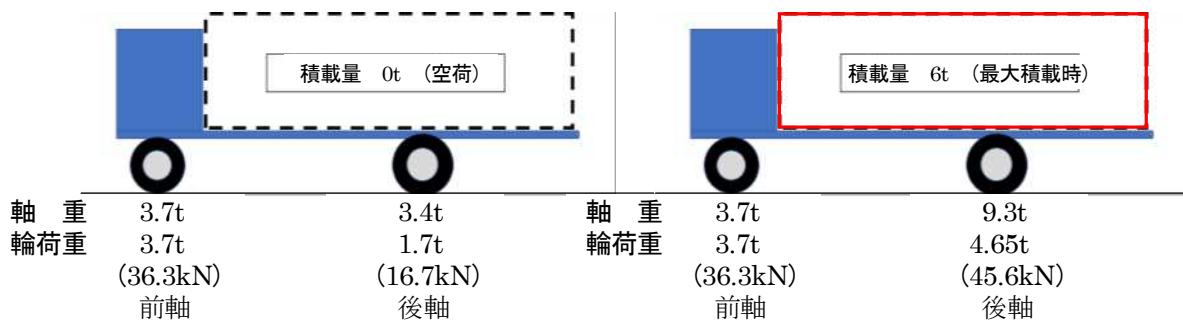 積載量 0t (空荷) 積載量 6t (最大積載時)
軸 重 3.7t 3.4t 軸 重 3.7t 9.3t
輪荷重 3.7t 1.7t 輪荷重 3.7t 4.65t
(36.3kN) (16.7kN) (36.3kN) (45.6kN)
前軸 後軸 前軸 後軸